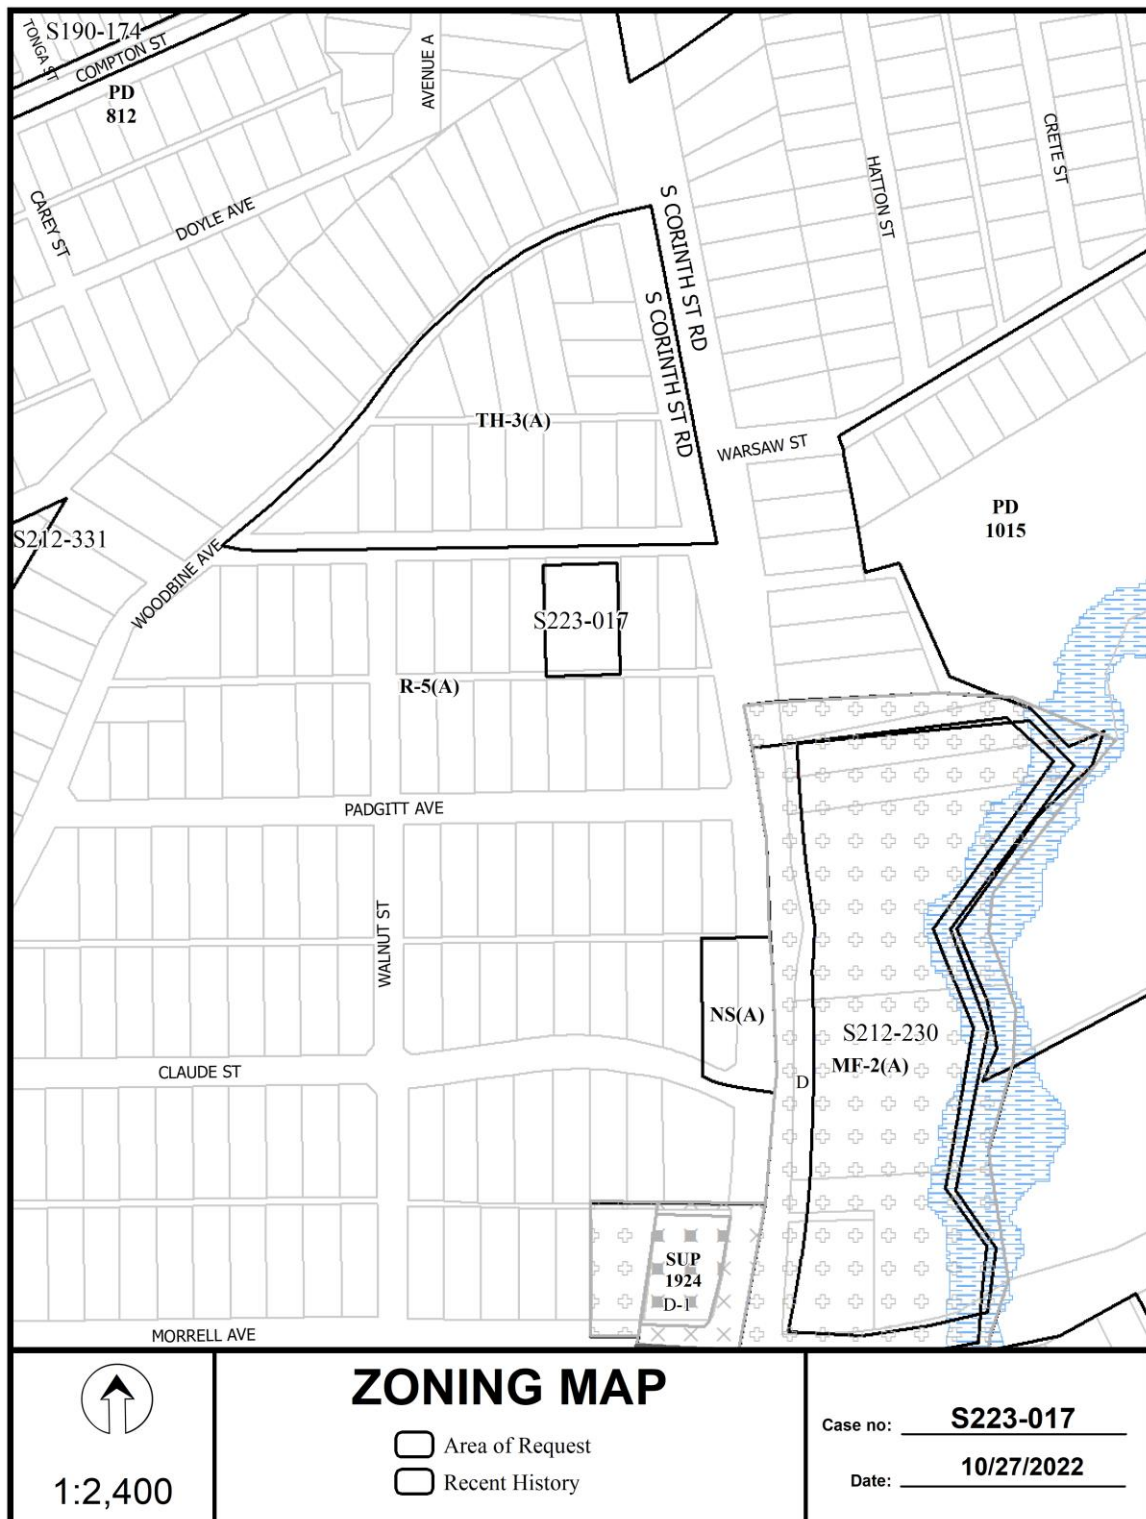 S190-174
TONGA ST
COMPTON ST
PD
812
AVENUE A
CAREY ST
DOYLE AVE
HATTON ST
CRETE ST
S CORINTH ST RD
S CORINTH ST RD
TH-3(A)
WARSAW ST
PD
1015
S212-331
WOODBINE AVE
S223-017
R-5(A)
PADGITT AVE
WALNUT ST
NS(A)
S212-230
MF-2(A)
D
CLAUDE ST
SUP
1924
D-1
MORRELL AVE
1:2,400
ZONING MAP
Area of Request
Recent History
Case no: S223-017
Date: 10/27/2022